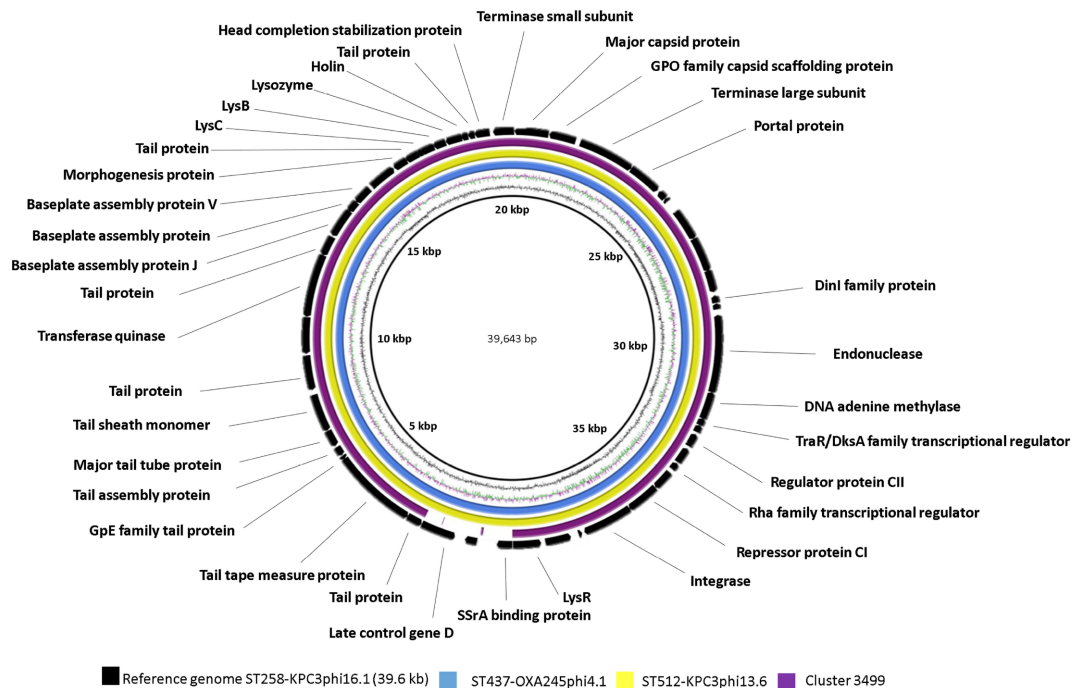 Terminase small subunit
Head completion stabilization protein
Major capsid protein
Tail protein
GPO family capsid scaffolding protein
Holin
Lysozyme
Terminase large subunit
LysB
Portal protein
LysC
Tail protein
Morphogenesis protein
Baseplate assembly protein V
20 kbp
Baseplate assembly protein
15 kbp
25 kbp
Baseplate assembly protein J
Tail protein
DinI family protein
Transferase quinase
10 kbp
39,643 bp
30 kbp
Endonuclease
Tail protein
DNA adenine methylase
Tail sheath monomer
5 kbp
35 kbp
TraR/DksA family transcriptional regulator
Major tail tube protein
Regulator protein CII
Tail assembly protein
Rha family transcriptional regulator
GpE family tail protein
Repressor protein CI
Tail tape measure protein
Integrase
Tail protein
LysR
SSrA binding protein
Late control gene D
Reference genome ST258-KPC3phi16.1 (39.6 kb)
ST437-OXA245phi4.1
ST512-KPC3phi13.6
Cluster 3499